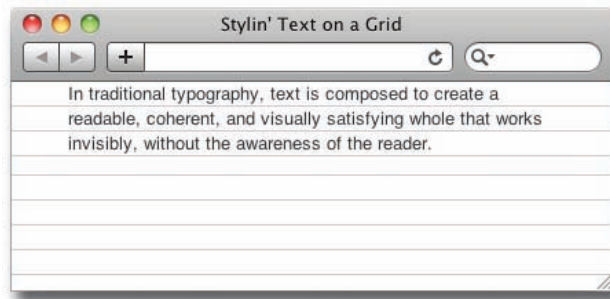 Stylin' Text on a Grid
In traditional typography, text is composed to create a
readable, coherent, and visually satisfying whole that works
invisibly, without the awareness of the reader.